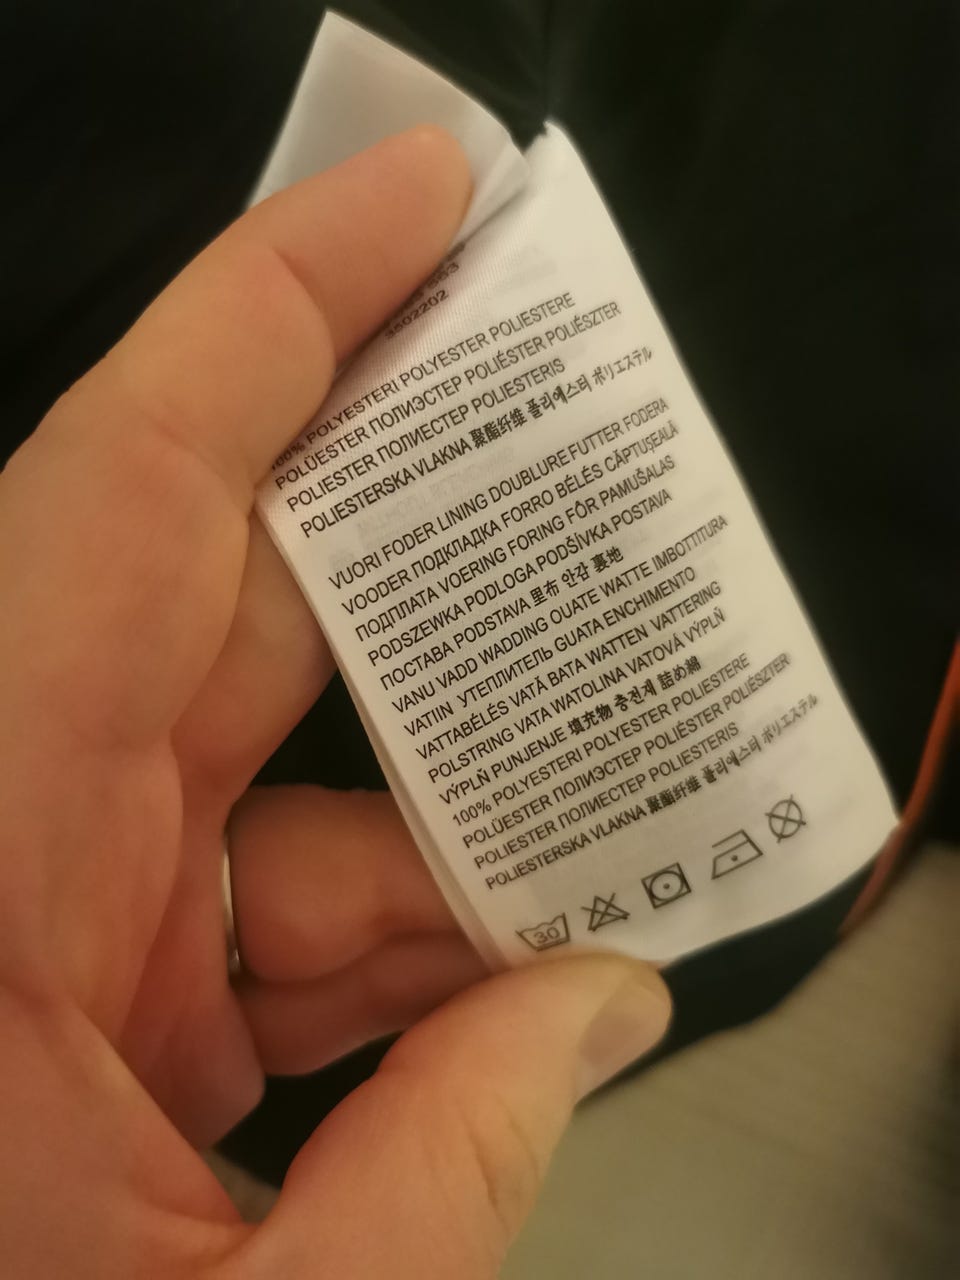 3502202
100% POLYESTERI POLYESTER POLIESTERE
POLÜESTER ПОЛИЭСТЕР POLIÉSTER POLIÉSZTER
POLIESTER ПОЛИЕСТЕР POLIESTERIS
POLIESTERSKA VLAKNA 聚酯纤维 폴리에스터 ポリエステル
VUORI FODER LINING DOUBLURE FUTTER FODERA
VOODER ПОДКЛАДКА FORRO BÉLÉS CĂPTUŞEALĂ
ПОДПЛАТА VOERING FORING FÔR PAMUŠALAS
PODSZEWKA PODLOGA PODŠÍVKA POSTAVA
ПОСТАВА PODSTAVA 里布 안감 裏地
VANU VADD WADDING OUATE WATTE IMBOTTITURA
VATIIN УТЕПЛИТЕЛЬ GUATA ENCHIMENTO
VATTABÉLÉS VATĂ ВАТА WATTEN VATTERING
POLSTRING VATA WATOLINA VATOVÁ VÝPLŇ
VÝPLŇ PUNJENJE 填充物 충전재 詰め綿
100% POLYESTERI POLYESTER POLIESTERE
POLÜESTER ПОЛИЭСТЕР POLIÉSTER POLIÉSZTER
POLIESTER ПОЛИЕСТЕР POLIESTERIS
POLIESTERSKA VLAKNA 聚酯纤维 폴리에스터 ポリエステル
30